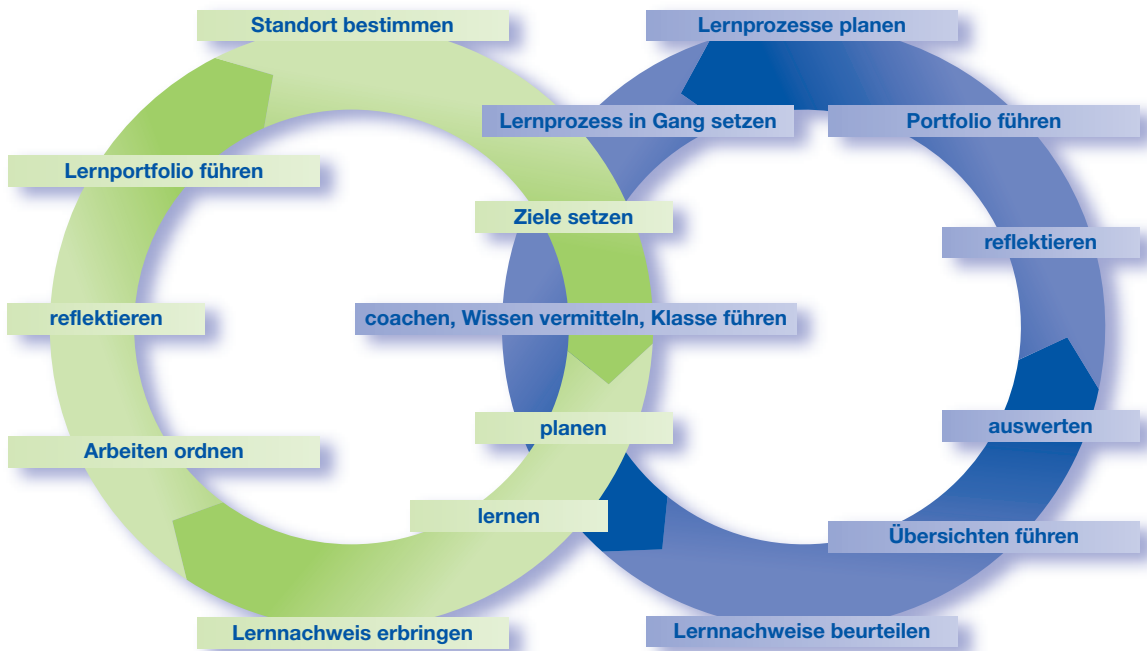 Standort bestimmen
Lernprozesse planen
Lernprozess in Gang setzen
Portfolio führen
Lernportfolio führen
Ziele setzen
reflektieren
reflektieren
coachen, Wissen vermitteln, Klasse führen
planen
auswerten
Arbeiten ordnen
lernen
Übersichten führen
Lernnachweis erbringen
Lernnachweise beurteilen